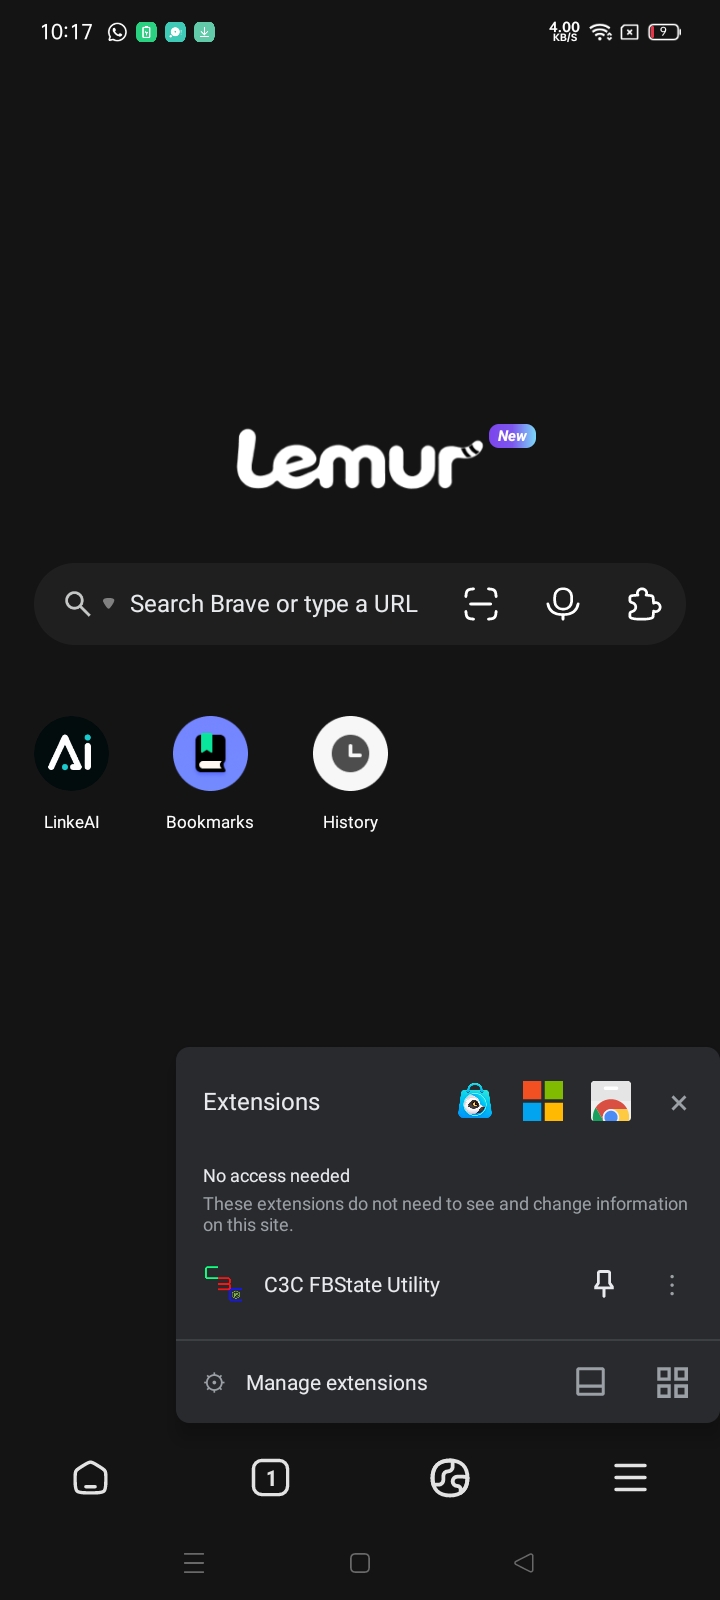 10:17
4.00
KB/S
9
Lemur
New
Search Brave or type a URL
Ai
LinkeAI
Bookmarks
History
Extensions
No access needed
These extensions do not need to see and change information
on this site.
C3C FBState Utility
Manage extensions
1